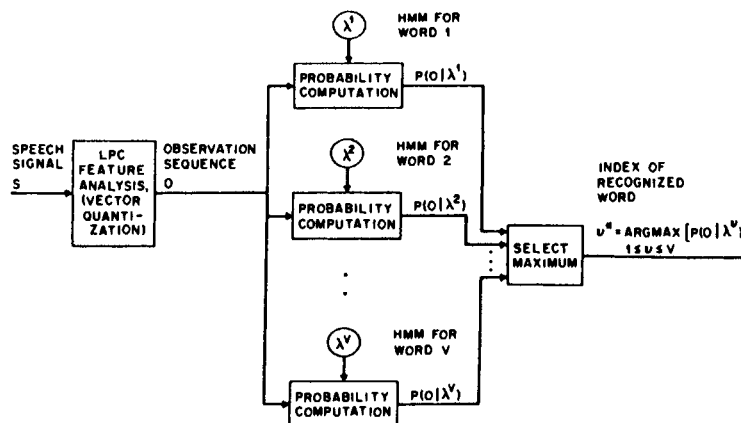 λ¹
HMM FOR
WORD 1
PROBABILITY
COMPUTATION
P(O|λ¹)
SPEECH
SIGNAL
S
LPC
FEATURE
ANALYSIS,
(VECTOR
QUANTI-
ZATION)
OBSERVATION
SEQUENCE
O
λ²
HMM FOR
WORD 2
PROBABILITY
COMPUTATION
P(O|λ²)
SELECT
MAXIMUM
INDEX OF
RECOGNIZED
WORD
υ* = ARGMAX [P(O|λᵛ)]
1 ≤ υ ≤ V
λⱽ
HMM FOR
WORD V
PROBABILITY
COMPUTATION
P(O|λⱽ)